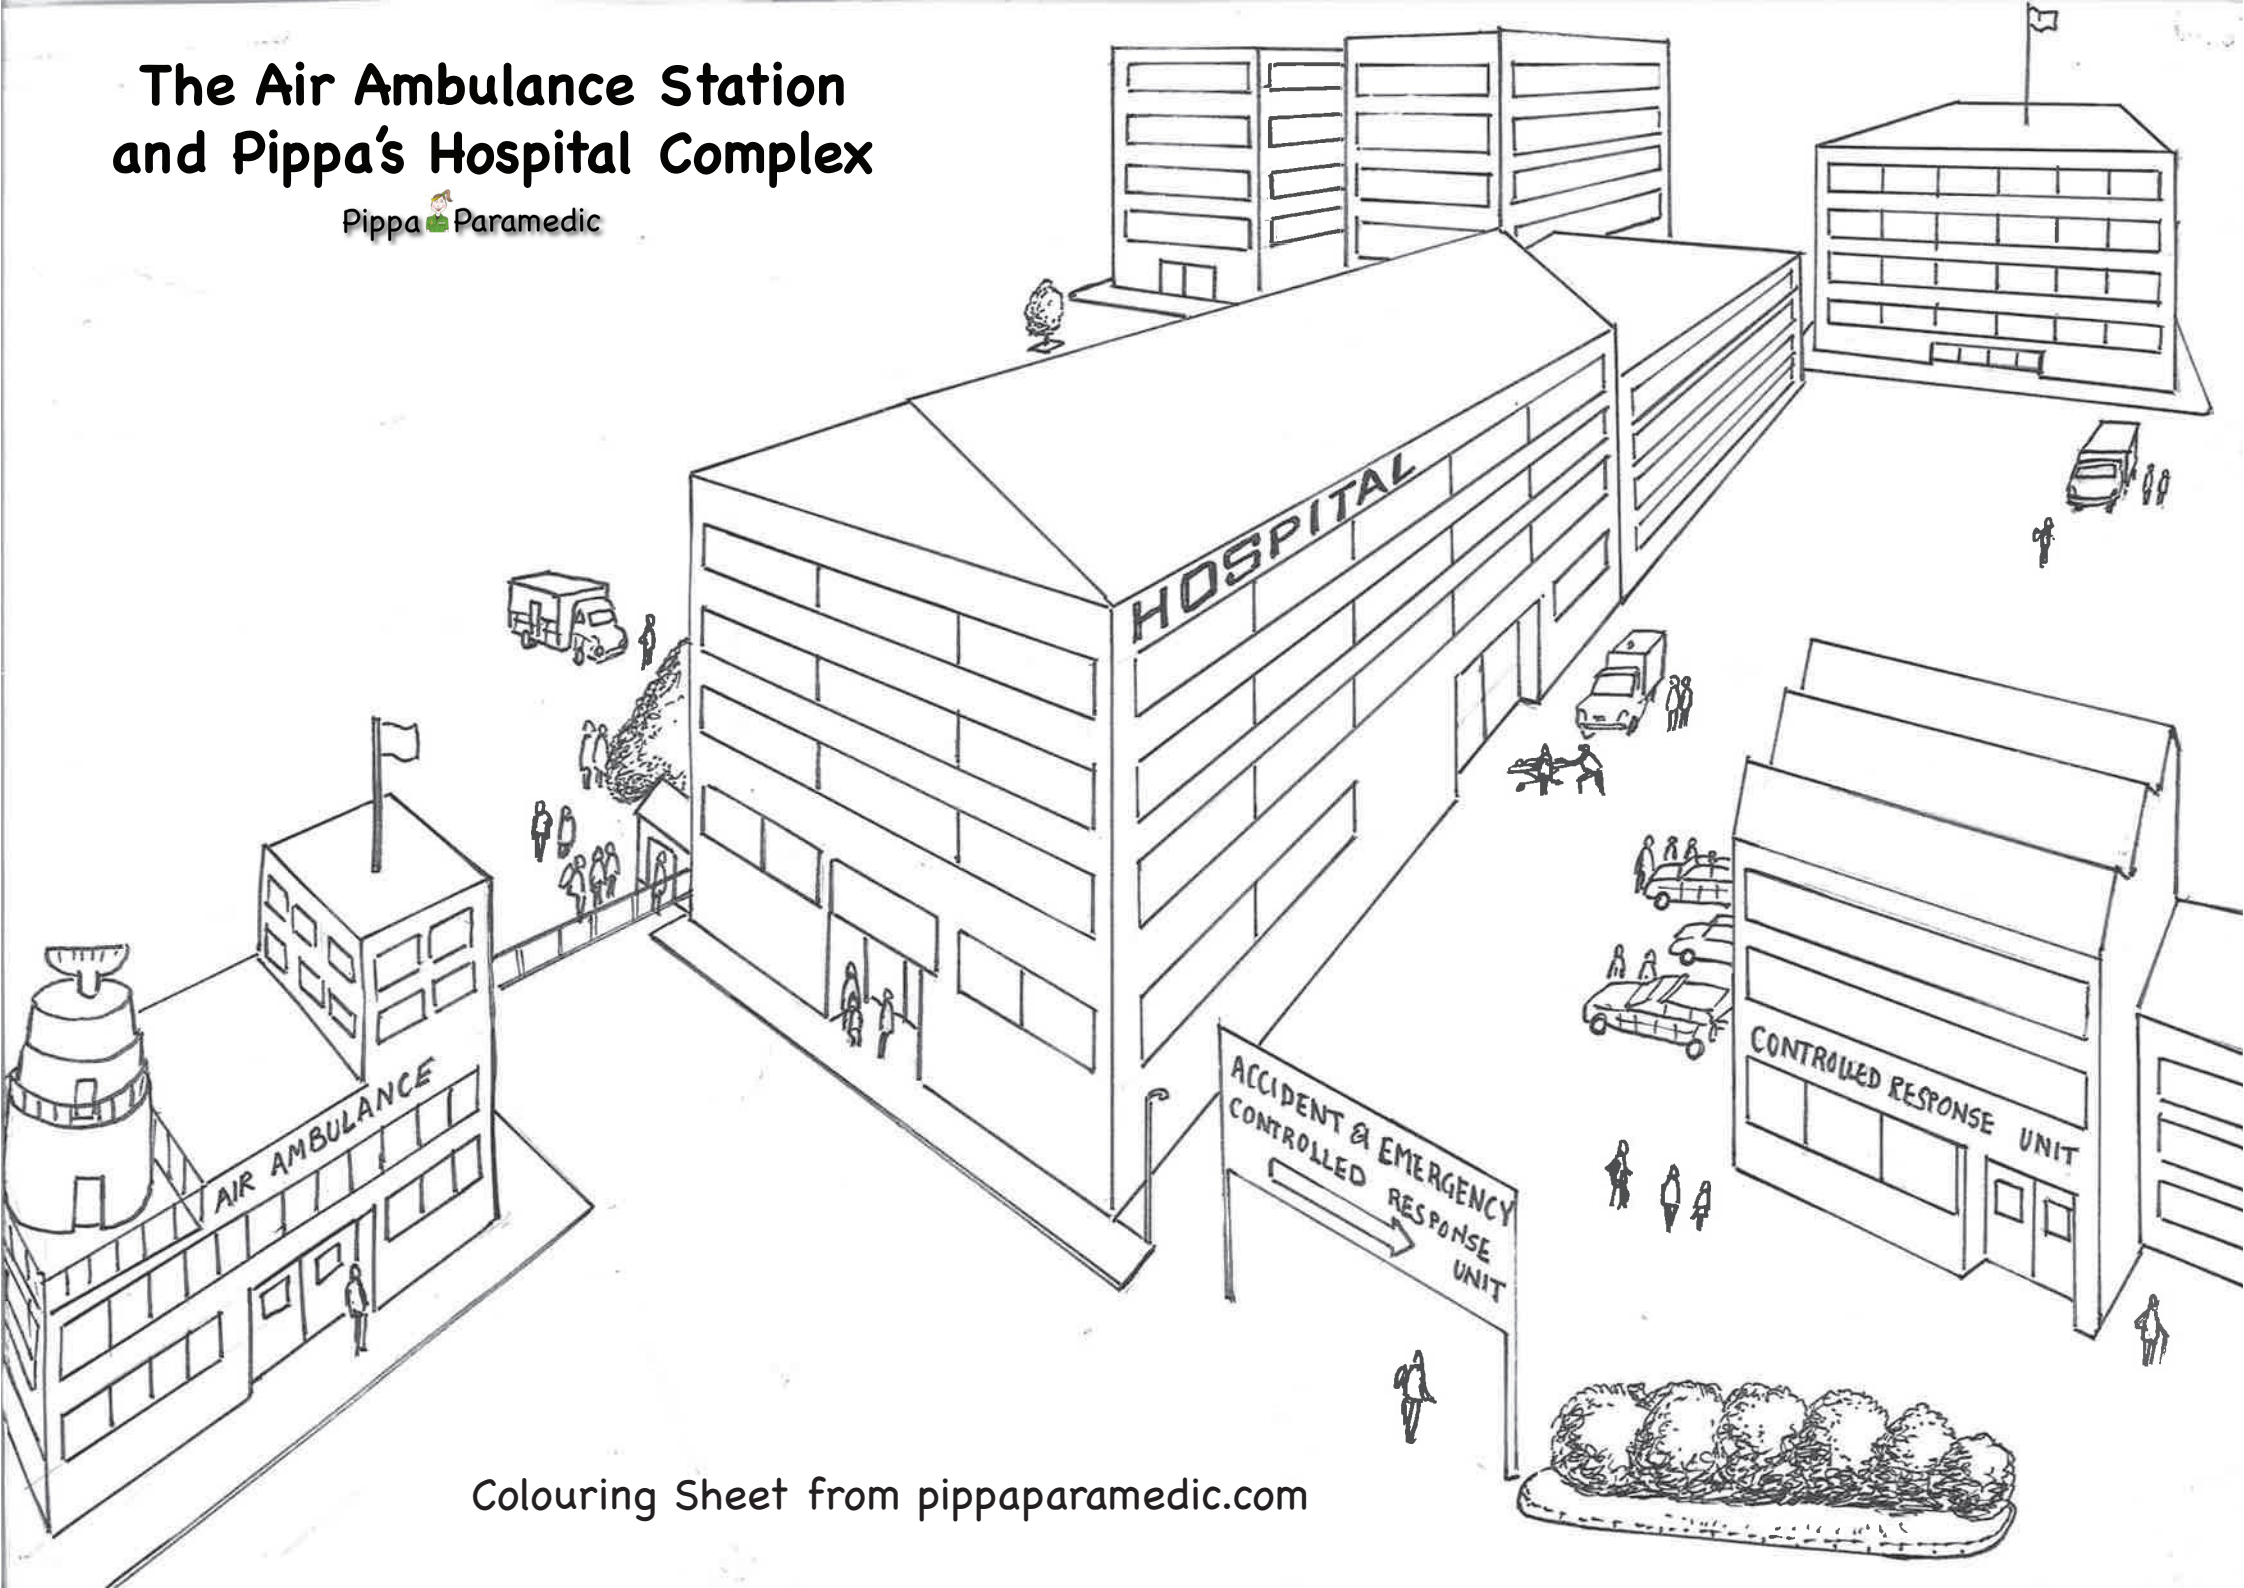 The Air Ambulance Station
and Pippa's Hospital Complex
Pippa Paramedic
HOSPITAL
AIR AMBULANCE
CONTROLLED RESPONSE UNIT
ACCIDENT & EMERGENCY
CONTROLLED RESPONSE
UNIT
Colouring Sheet from pippaparamedic.com